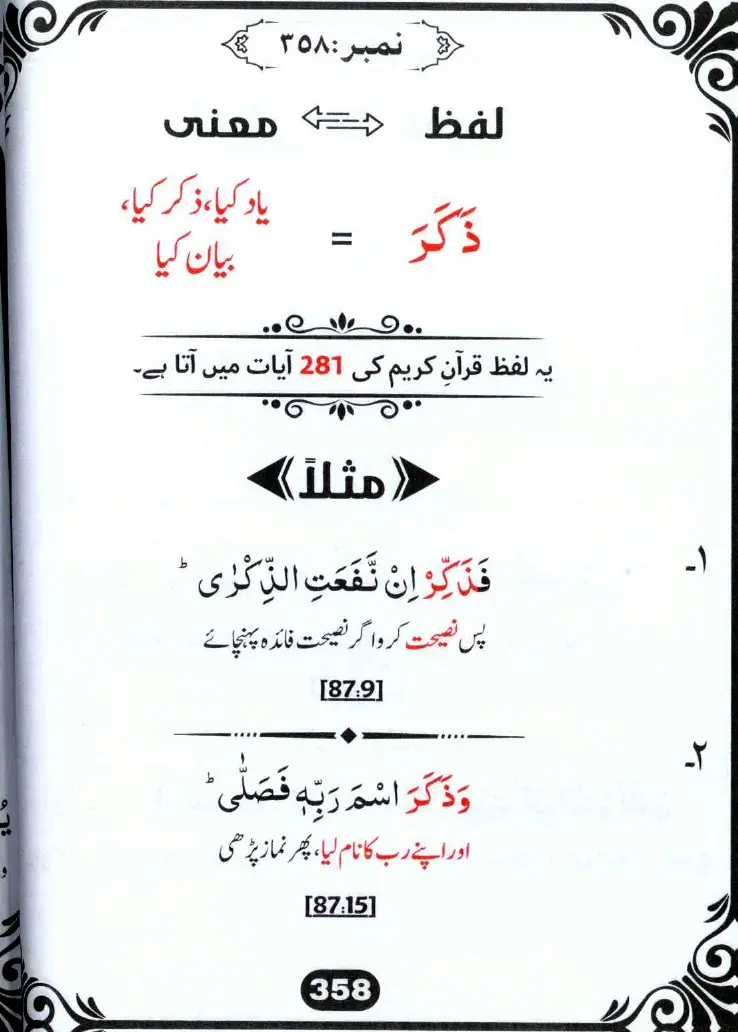 نمبر: ۳۵۸
لفظ معنی
ذَکَرَ = یاد کیا، ذکر کیا،
بیان کیا
یہ لفظ قرآنِ کریم کی 281 آیات میں آتا ہے۔
مثلاً
۱۔
فَذَکِّرْ اِنْ نَّفَعَتِ الذِّکْرٰی ؕ
پس نصیحت کرو اگر نصیحت فائدہ پہنچائے
[87:9]
۲۔
وَذَکَرَ اسْمَ رَبِّہٖ فَصَلّٰی ؕ
اور اپنے رب کا نام لیا، پھر نماز پڑھی
[87:15]
358